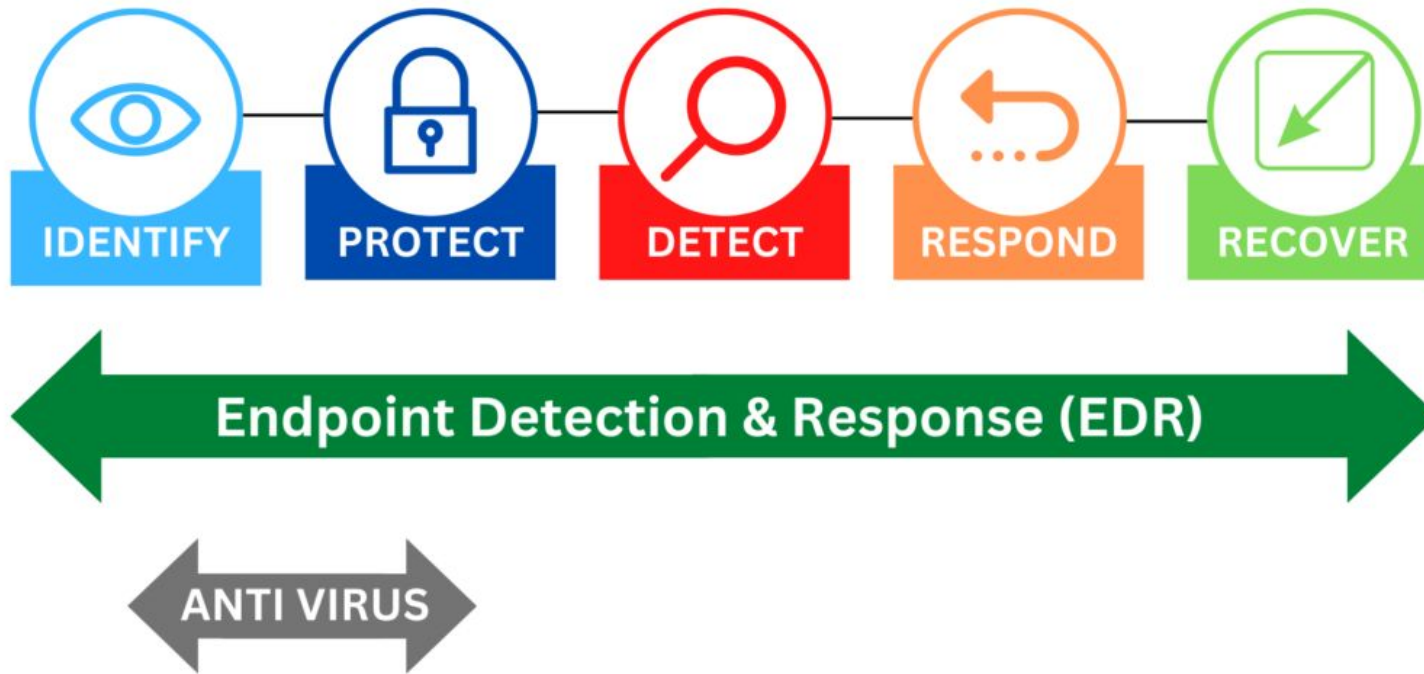 IDENTIFY
PROTECT
DETECT
RESPOND
RECOVER
Endpoint Detection & Response (EDR)
ANTI VIRUS